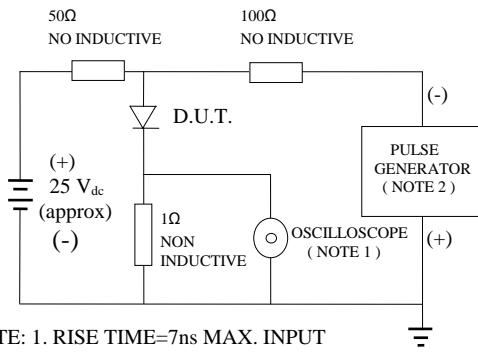 50Ω
NO INDUCTIVE
100Ω
NO INDUCTIVE
(-)
D.U.T.
PULSE
GENERATOR
( NOTE 2 )
(+)
25 Vdc
(approx)
(-)
1Ω
NON
INDUCTIVE
OSCILLOSCOPE
( NOTE 1 )
(+)
TE: 1. RISE TIME=7ns MAX. INPUT